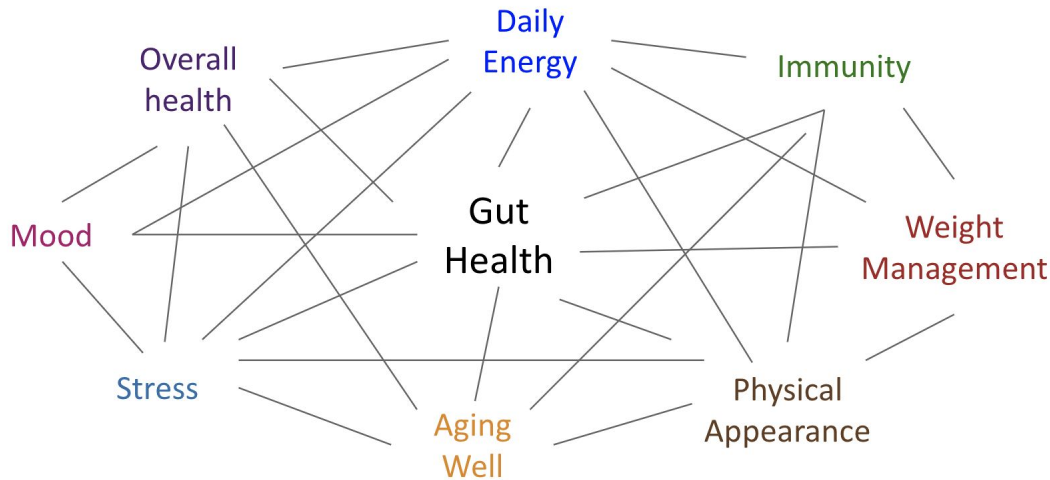 Daily
Energy
Overall
health
Immunity
Mood
Gut
Health
Weight
Management
Stress
Physical
Appearance
Aging
Well